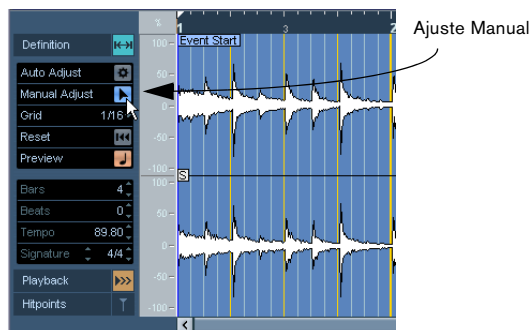 Ajuste Manual
%
1
3
2
Definition
100
Event Start
Auto Adjust
Manual Adjust
50
Grid 1/16
0
Reset
-50
Preview
-100
S
Bars 4
100
Beats 0
50
Tempo 89.80
Signature 4/4
0
Playback
-50
Hitpoints
-100